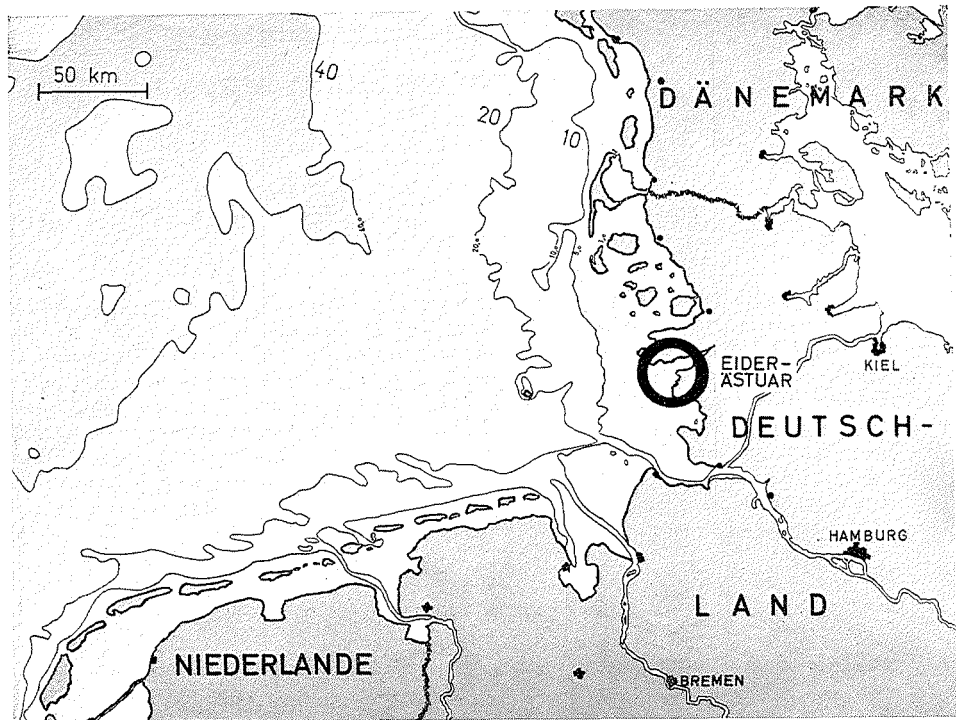 50 km
40
20
10
DÄNEMARK
EIDER-
ÄSTUAR
KIEL
DEUTSCH-
HAMBURG
LAND
NIEDERLANDE
BREMEN